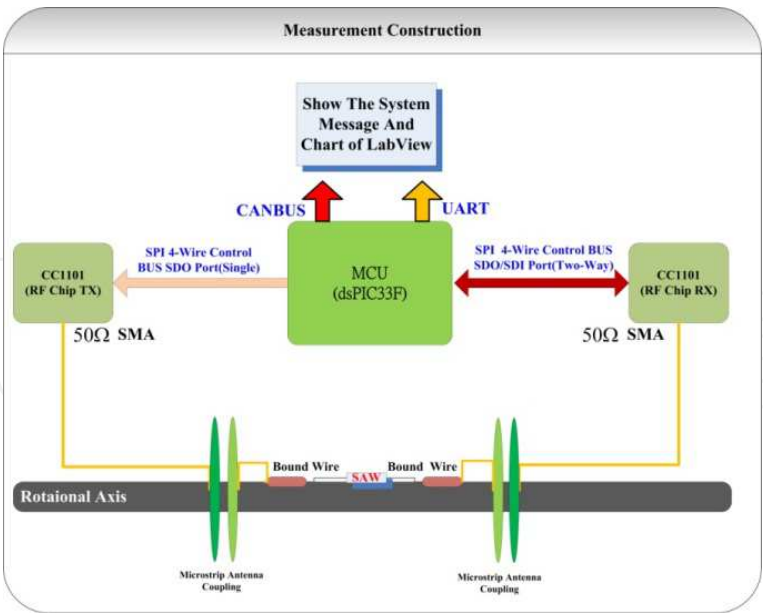 Measurement Construction
Show The System
Message And
Chart of LabView
CANBUS
UART
SPI 4-Wire Control
BUS SDO Port(Single)
SPI 4-Wire Control BUS
SDO/SDI Port(Two-Way)
CC1101
(RF Chip TX)
MCU
(dsPIC33F)
CC1101
(RF Chip RX)
50Ω SMA
50Ω SMA
Bound Wire
SAW
Bound Wire
Rotaional Axis
Microstrip Antenna
Coupling
Microstrip Antenna
Coupling